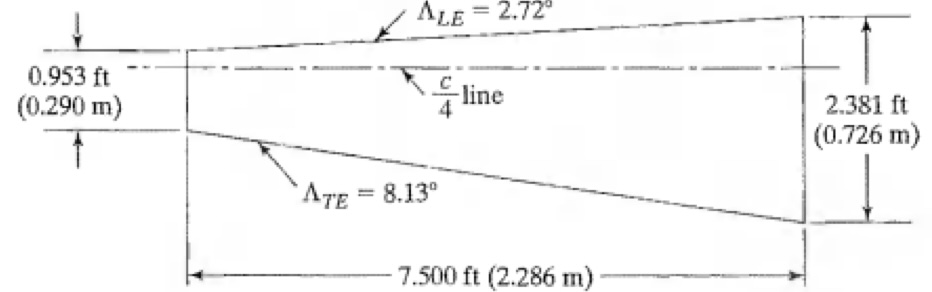 Λ_LE = 2.72°
0.953 ft
(0.290 m)
c/4 line
2.381 ft
(0.726 m)
Λ_TE = 8.13°
7.500 ft (2.286 m)